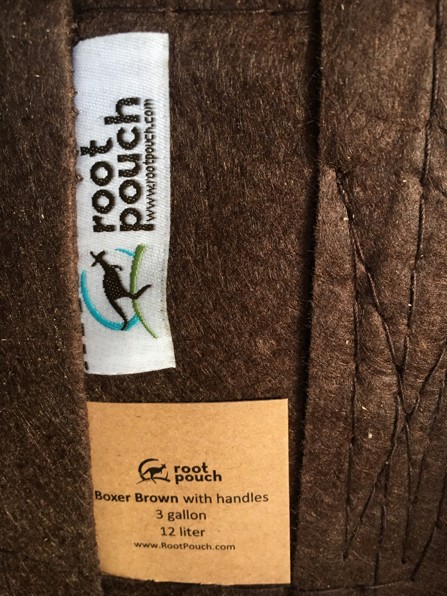 root
pouch
www.rootpouch.com
root
pouch
Boxer Brown with handles
3 gallon
12 liter
www.RootPouch.com